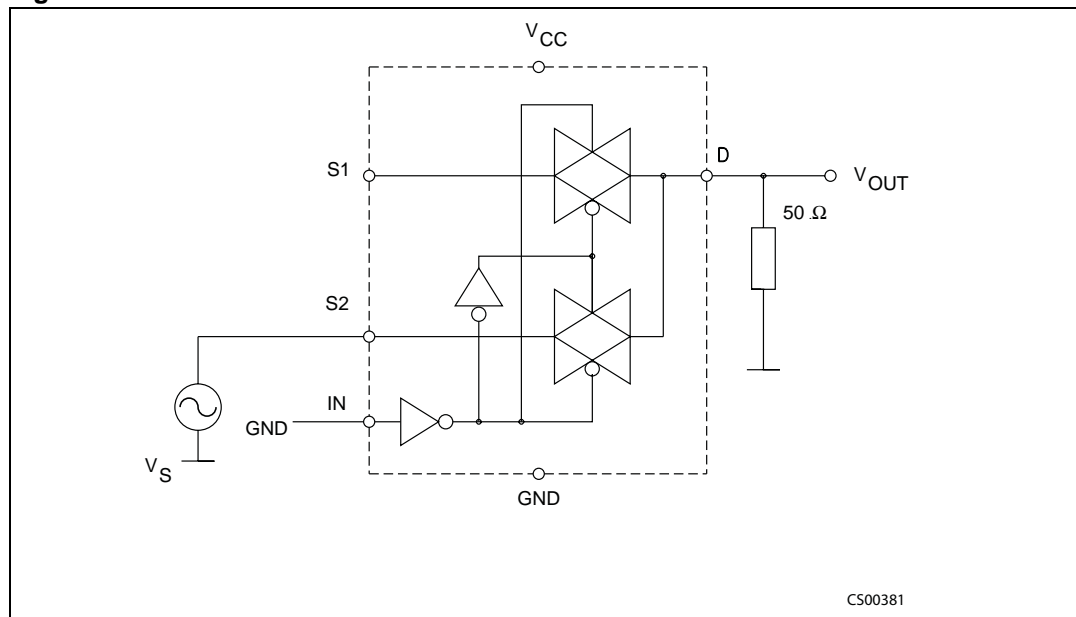 V CC
S1
D
V OUT
50 .Ω
S2
IN
GND
V S
GND
CS00381